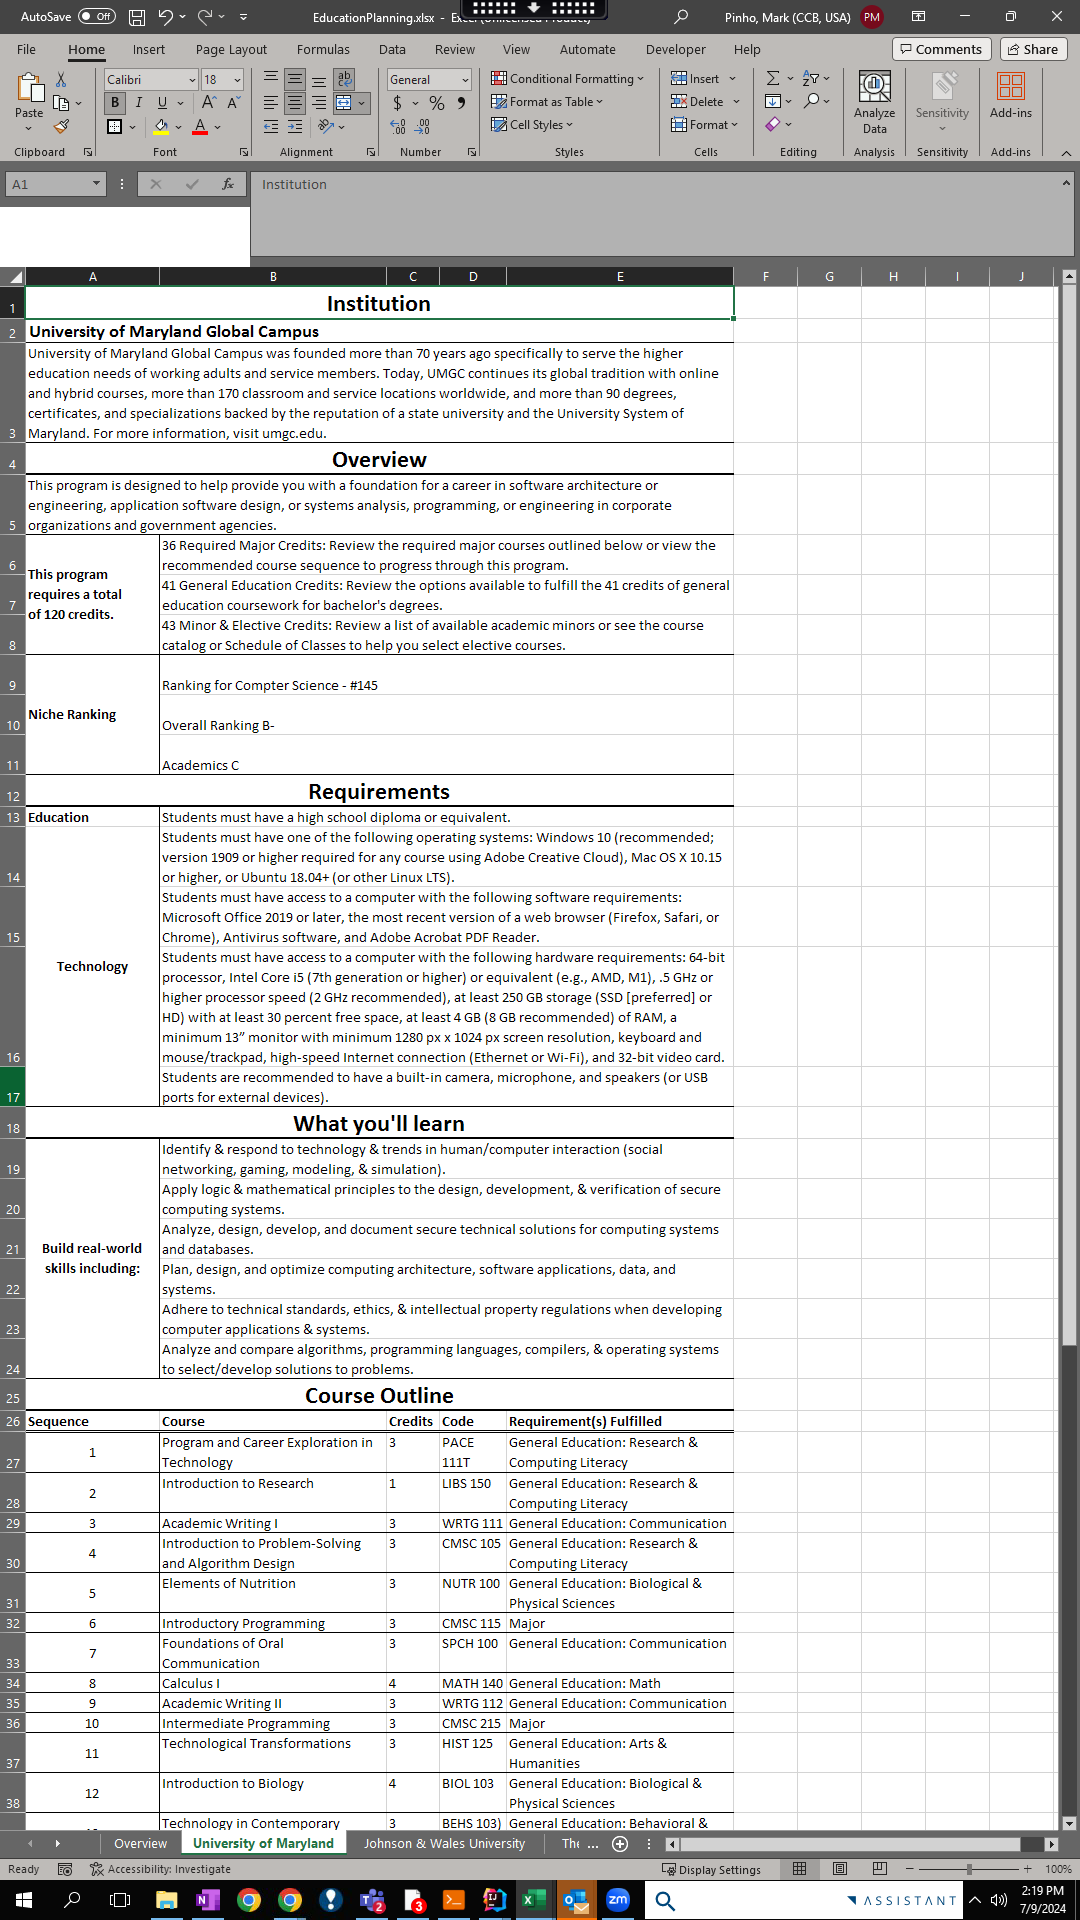 AutoSave Off EducationPlanning.xlsx - Pinho, Mark (CCB, USA) PM
File Home Insert Page Layout Formulas Data Review View Automate Developer Help Comments Share
Paste Calibri 18 ab General Conditional Formatting Insert
B I U A A $ % Format as Table Delete
A Cell Styles Format Analyze Data Sensitivity Add-ins
Clipboard Font Alignment Number Styles Cells Editing Analysis Sensitivity Add-ins
A1 fx Institution
A B C D E F G H I J
1 Institution
2 University of Maryland Global Campus
University of Maryland Global Campus was founded more than 70 years ago specifically to serve the higher
education needs of working adults and service members. Today, UMGC continues its global tradition with online
and hybrid courses, more than 170 classroom and service locations worldwide, and more than 90 degrees,
certificates, and specializations backed by the reputation of a state university and the University System of
3 Maryland. For more information, visit umgc.edu.
4 Overview
This program is designed to help provide you with a foundation for a career in software architecture or
engineering, application software design, or systems analysis, programming, or engineering in corporate
5 organizations and government agencies.
This program requires a total of 120 credits.
36 Required Major Credits: Review the required major courses outlined below or view the
6 recommended course sequence to progress through this program.
41 General Education Credits: Review the options available to fulfill the 41 credits of general
7 education coursework for bachelor's degrees.
43 Minor & Elective Credits: Review a list of available academic minors or see the course
8 catalog or Schedule of Classes to help you select elective courses.
Niche Ranking
9 Ranking for Compter Science - #145
10 Overall Ranking B-
11 Academics C
12 Requirements
13 Education Students must have a high school diploma or equivalent.
Technology
Students must have one of the following operating systems: Windows 10 (recommended;
version 1909 or higher required for any course using Adobe Creative Cloud), Mac OS X 10.15
14 or higher, or Ubuntu 18.04+ (or other Linux LTS).
Students must have access to a computer with the following software requirements:
Microsoft Office 2019 or later, the most recent version of a web browser (Firefox, Safari, or
15 Chrome), Antivirus software, and Adobe Acrobat PDF Reader.
Students must have access to a computer with the following hardware requirements: 64-bit
processor, Intel Core i5 (7th generation or higher) or equivalent (e.g., AMD, M1), .5 GHz or
higher processor speed (2 GHz recommended), at least 250 GB storage (SSD [preferred] or
HD) with at least 30 percent free space, at least 4 GB (8 GB recommended) of RAM, a
minimum 13” monitor with minimum 1280 px x 1024 px screen resolution, keyboard and
16 mouse/trackpad, high-speed Internet connection (Ethernet or Wi-Fi), and 32-bit video card.
Students are recommended to have a built-in camera, microphone, and speakers (or USB
17 ports for external devices).
18 What you'll learn
Build real-world skills including:
Identify & respond to technology & trends in human/computer interaction (social
19 networking, gaming, modeling, & simulation).
Apply logic & mathematical principles to the design, development, & verification of secure
20 computing systems.
Analyze, design, develop, and document secure technical solutions for computing systems
21 and databases.
Plan, design, and optimize computing architecture, software applications, data, and
22 systems.
Adhere to technical standards, ethics, & intellectual property regulations when developing
23 computer applications & systems.
Analyze and compare algorithms, programming languages, compilers, & operating systems
24 to select/develop solutions to problems.
25 Course Outline
26 Sequence Course Credits Code Requirement(s) Fulfilled
27 1 Program and Career Exploration in Technology 3 PACE 111T General Education: Research & Computing Literacy
28 2 Introduction to Research 1 LIBS 150 General Education: Research & Computing Literacy
29 3 Academic Writing I 3 WRTG 111 General Education: Communication
30 4 Introduction to Problem-Solving and Algorithm Design 3 CMSC 105 General Education: Research & Computing Literacy
31 5 Elements of Nutrition 3 NUTR 100 General Education: Biological & Physical Sciences
32 6 Introductory Programming 3 CMSC 115 Major
33 7 Foundations of Oral Communication 3 SPCH 100 General Education: Communication
34 8 Calculus I 4 MATH 140 General Education: Math
35 9 Academic Writing II 3 WRTG 112 General Education: Communication
36 10 Intermediate Programming 3 CMSC 215 Major
37 11 Technological Transformations 3 HIST 125 General Education: Arts & Humanities
38 12 Introduction to Biology 4 BIOL 103 General Education: Biological & Physical Sciences
Technology in Contemporary 3 BEHS 103) General Education: Behavioral &
Overview University of Maryland Johnson & Wales University The ...
Ready Accessibility: Investigate Display Settings 100%
ASSISTANT 2:19 PM
7/9/2024